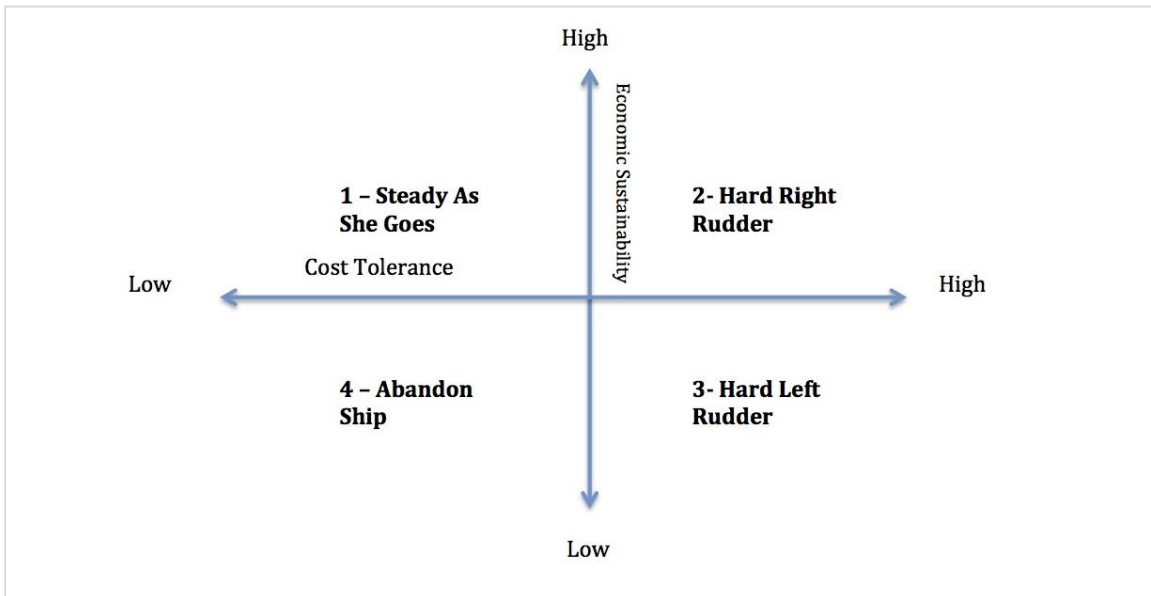 High
Economic Sustainability
1 – Steady As
She Goes
2- Hard Right
Rudder
Cost Tolerance
Low
High
4 – Abandon
Ship
3- Hard Left
Rudder
Low